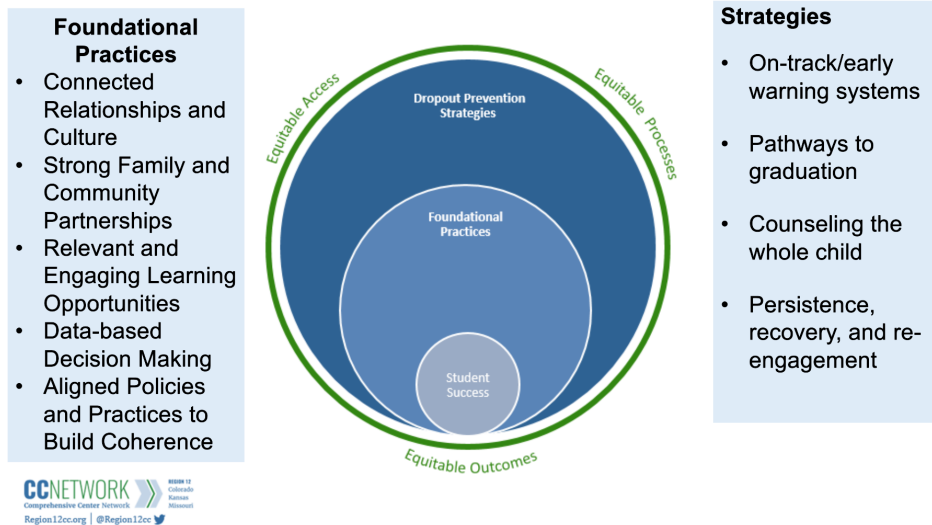 Foundational
Practices
• Connected
Relationships and
Culture
• Strong Family and
Community
Partnerships
• Relevant and
Engaging Learning
Opportunities
• Data-based
Decision Making
• Aligned Policies
and Practices to
Build Coherence
Equitable Access
Equitable Processes
Dropout Prevention
Strategies
Foundational
Practices
Student
Success
Equitable Outcomes
Strategies
• On-track/early
warning systems
• Pathways to
graduation
• Counseling the
whole child
• Persistence,
recovery, and re-
engagement
CCNETWORK
Comprehensive Center Network
REGION 12
Colorado
Kansas
Missouri
Region12cc.org | @Region12cc